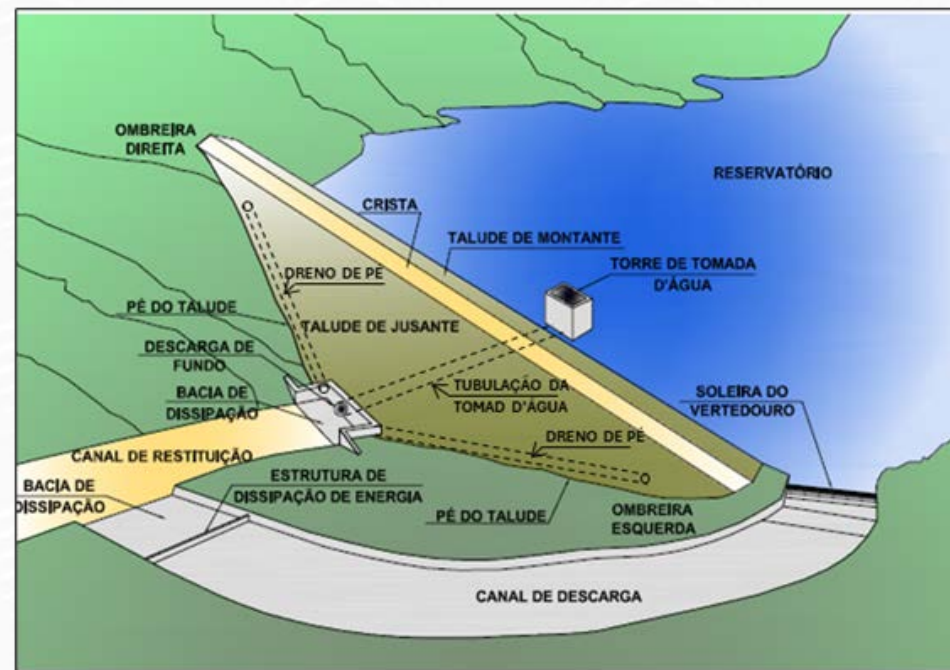 OMBREIRA
DIREITA
RESERVATÓRIO
CRISTA
TALUDE DE MONTANTE
TORRE DE TOMADA
D'ÁGUA
DRENO DE PÉ
PÉ DO TALUDE
TALUDE DE JUSANTE
DESCARGA DE
FUNDO
BACIA DE
DISSIPAÇÃO
TUBULAÇÃO DA
TOMAD D'ÁGUA
SOLEIRA DO
VERTEDOURO
DRENO DE PÉ
CANAL DE RESTITUIÇÃO
ESTRUTURA DE
DISSIPAÇÃO DE ENERGIA
BACIA DE
DISSIPAÇÃO
PÉ DO TALUDE
OMBREIRA
ESQUERDA
CANAL DE DESCARGA